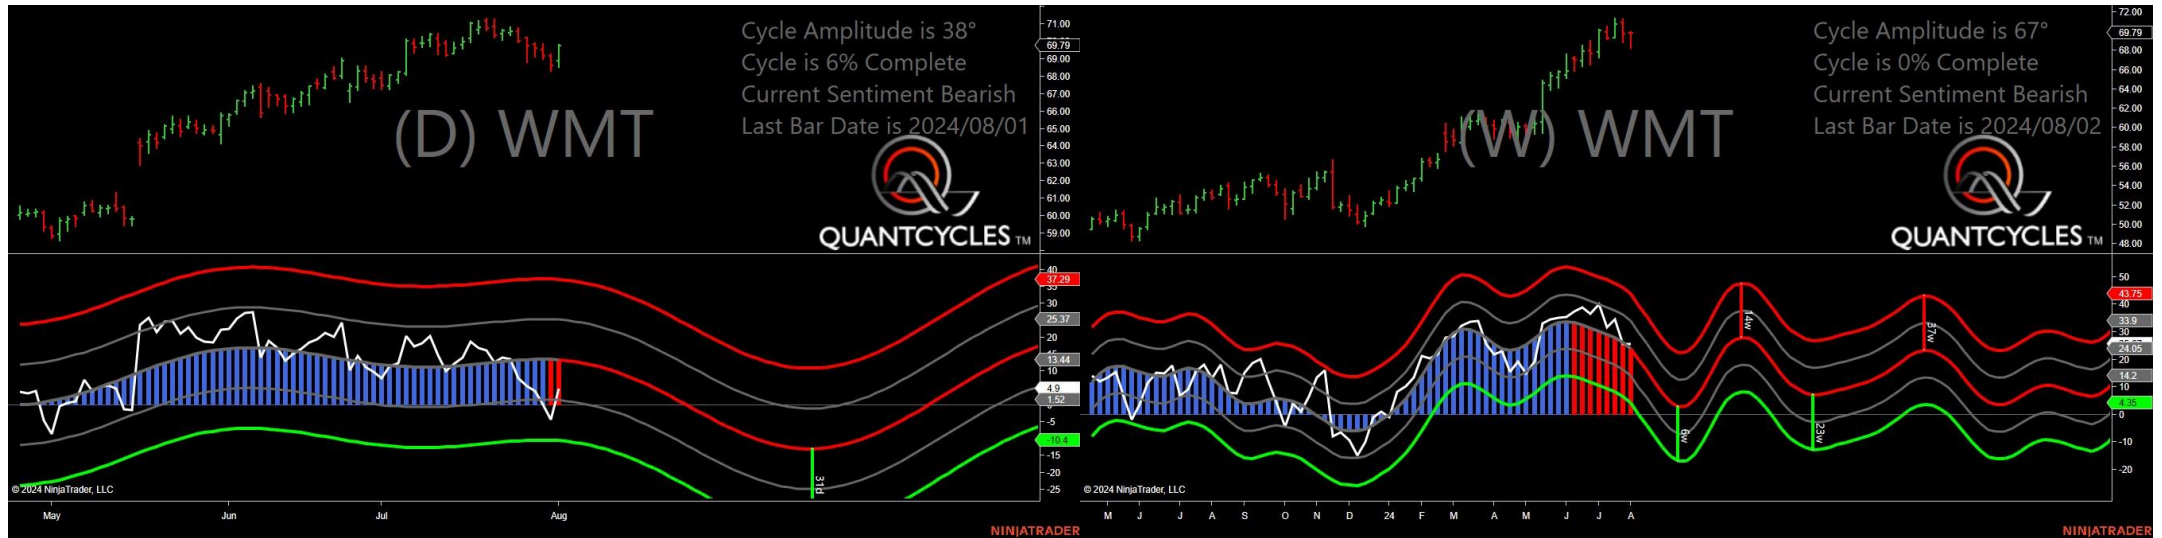 Cycle Amplitude is 38°
Cycle is 6% Complete
Current Sentiment Bearish
Last Bar Date is 2024/08/01
(D) WMT
QUANTCYCLES TM
71.00
69.79
69.00
68.00
67.00
66.00
65.00
64.00
63.00
62.00
61.00
60.00
59.00
40
37.29
35
30
25.37
20
13.44
10
4.9
1.52
-5
-10.4
-15
-20
-25
31d
© 2024 NinjaTrader, LLC
May Jun Jul Aug
NINJATRADER
Cycle Amplitude is 67°
Cycle is 0% Complete
Current Sentiment Bearish
Last Bar Date is 2024/08/02
(W) WMT
QUANTCYCLES TM
72.00
69.79
68.00
66.00
64.00
62.00
60.00
58.00
56.00
54.00
52.00
50.00
48.00
50
43.75
40
33.9
30
24.05
20
14.2
10
4.35
0
-10
-20
6w
14w
23w
37w
© 2024 NinjaTrader, LLC
M J J A S O N D 24 F M A M J J A
NINJATRADER